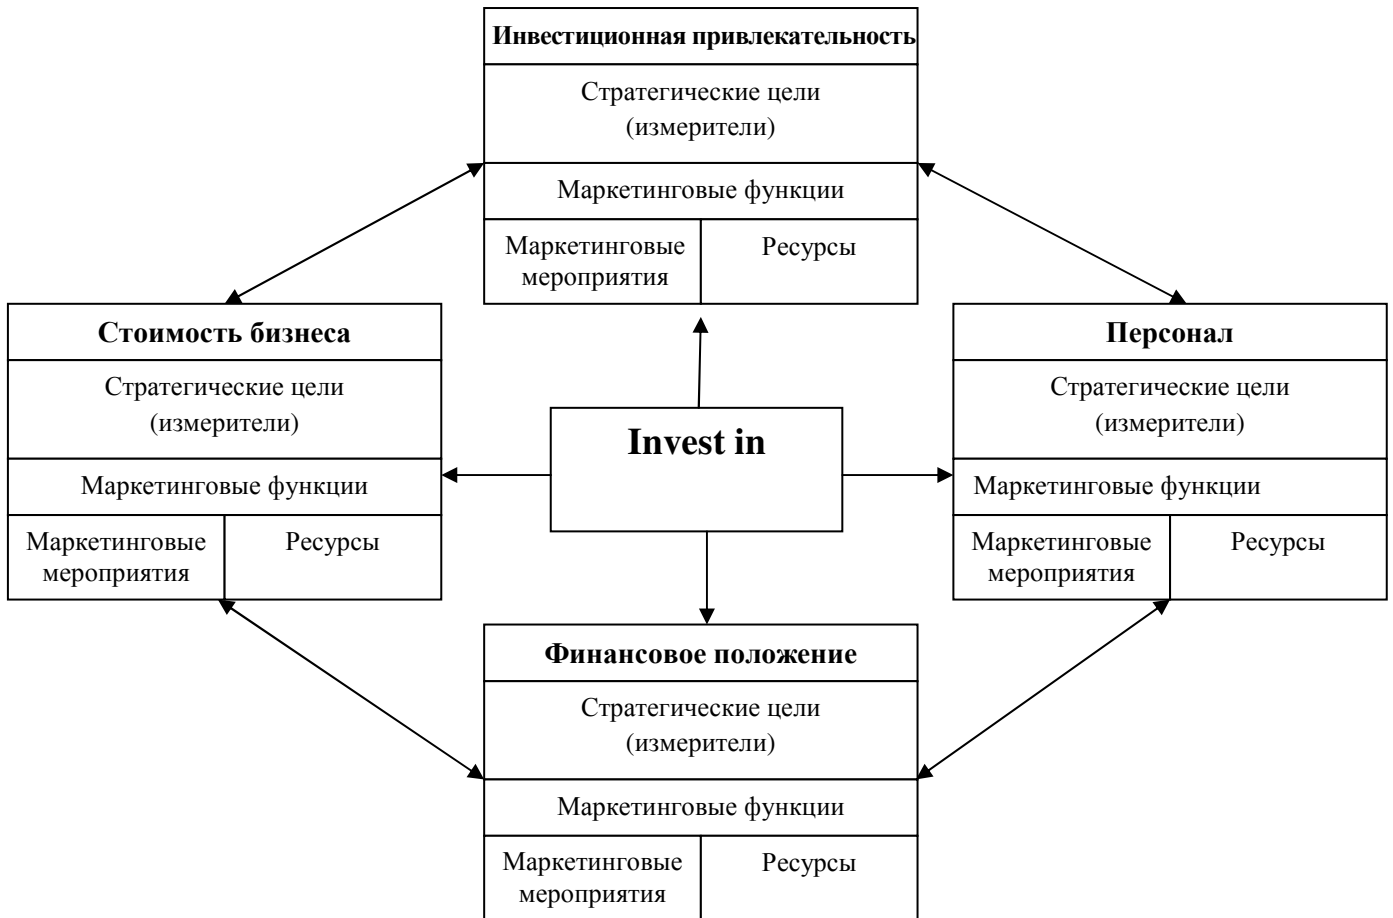 Инвестиционная привлекательность
Стратегические цели
(измерители)
Маркетинговые функции
Маркетинговые
мероприятия
Ресурсы
Стоимость бизнеса
Стратегические цели
(измерители)
Маркетинговые функции
Маркетинговые
мероприятия
Ресурсы
Invest in
Персонал
Стратегические цели
(измерители)
Маркетинговые функции
Маркетинговые
мероприятия
Ресурсы
Финансовое положение
Стратегические цели
(измерители)
Маркетинговые функции
Маркетинговые
мероприятия
Ресурсы